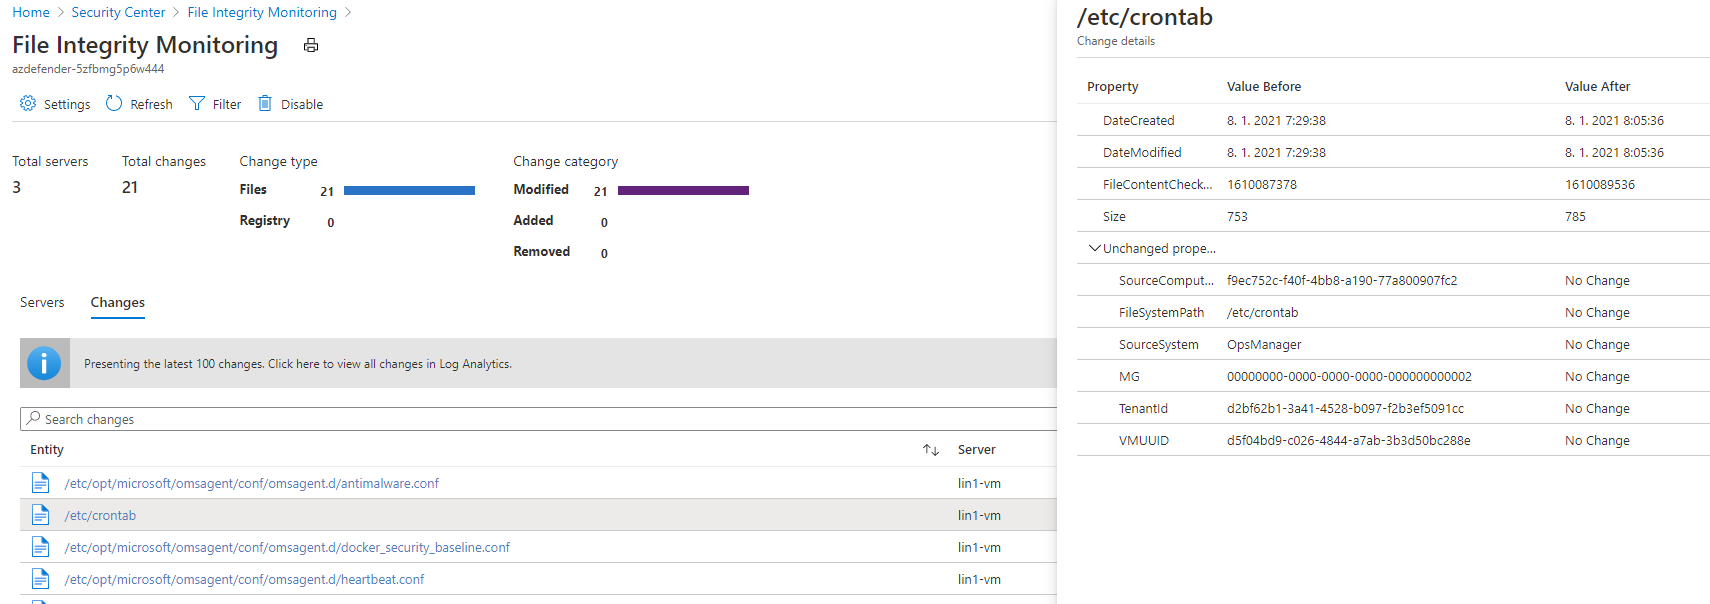 Home > Security Center > File Integrity Monitoring >
File Integrity Monitoring
azdefender-5zfbmg5p6w444
Settings Refresh Filter Disable
Total servers Total changes Change type Change category
3 21 Files 21 Modified 21
Registry 0 Added 0
Removed 0
Servers Changes
Presenting the latest 100 changes. Click here to view all changes in Log Analytics.
Search changes
Entity Server
/etc/opt/microsoft/omsagent/conf/omsagent.d/antimalware.conf lin1-vm
/etc/crontab lin1-vm
/etc/opt/microsoft/omsagent/conf/omsagent.d/docker_security_baseline.conf lin1-vm
/etc/opt/microsoft/omsagent/conf/omsagent.d/heartbeat.conf lin1-vm
/etc/crontab
Change details
Property Value Before Value After
DateCreated 8. 1. 2021 7:29:38 8. 1. 2021 8:05:36
DateModified 8. 1. 2021 7:29:38 8. 1. 2021 8:05:36
FileContentCheck... 1610087378 1610089536
Size 753 785
Unchanged prope...
SourceComput... f9ec752c-f40f-4bb8-a190-77a800907fc2 No Change
FileSystemPath /etc/crontab No Change
SourceSystem OpsManager No Change
MG 00000000-0000-0000-0000-000000000002 No Change
TenantId d2bf62b1-3a41-4528-b097-f2b3ef5091cc No Change
VMUUID d5f04bd9-c026-4844-a7ab-3b3d50bc288e No Change